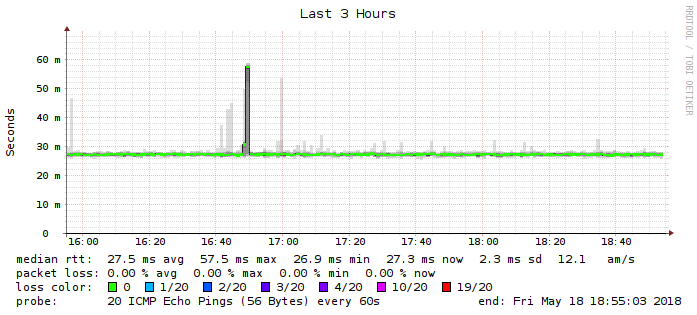 Last 3 Hours
RRDTOOL / TOBI OETIKER
Seconds
60 m
50 m
40 m
30 m
20 m
10 m
0
16:00 16:20 16:40 17:00 17:20 17:40 18:00 18:20 18:40
median rtt: 27.5 ms avg 57.5 ms max 26.9 ms min 27.3 ms now 2.3 ms sd 12.1 am/s
packet loss: 0.00 % avg 0.00 % max 0.00 % min 0.00 % now
loss color: 0 1/20 2/20 3/20 4/20 10/20 19/20
probe: 20 ICMP Echo Pings (56 Bytes) every 60s end: Fri May 18 18:55:03 2018